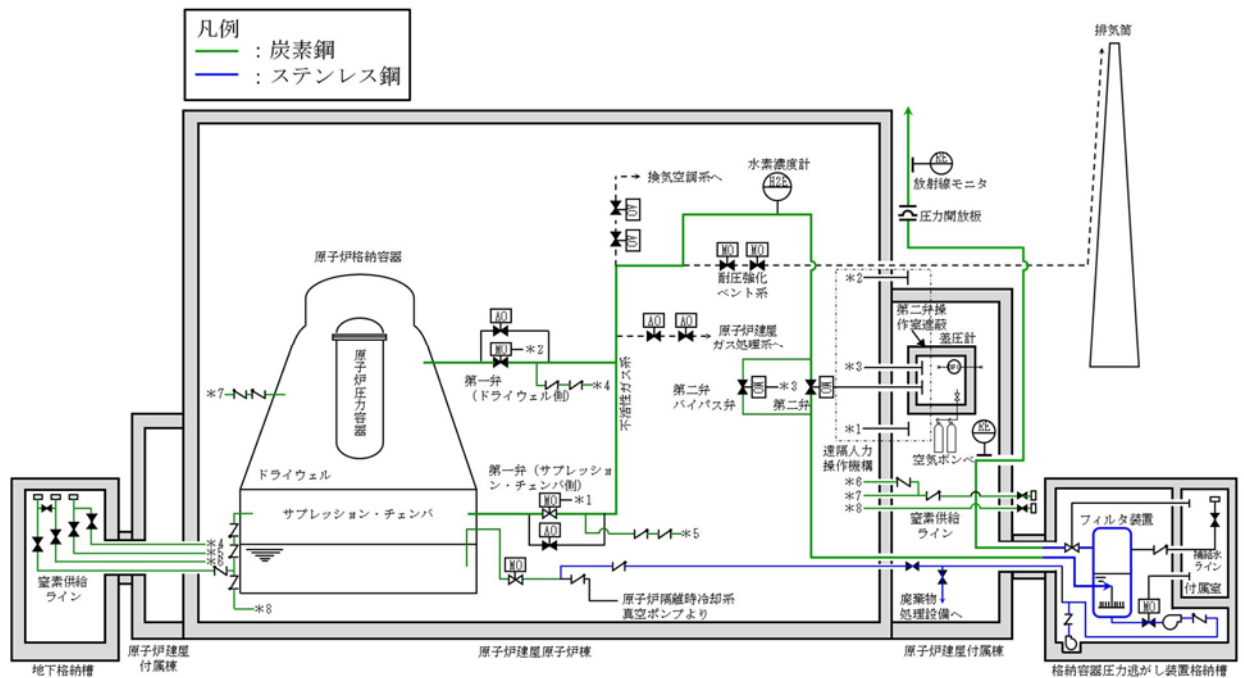 凡例
：炭素鋼
：ステンレス鋼
排気筒
水素濃度計
H2E
換気空調系へ
AO
AO
RE
放射線モニタ
圧力開放板
原子炉格納容器
MO
MO
耐圧強化
ベント系
＊2
第二弁操
作室遮蔽
差圧計
AO
AO
AO
原子炉建屋
ガス処理系へ
MO
＊2
原子炉圧力容器
第一弁
（ドライウェル側）
＊4
＊7
不活性ガス系
第二弁
バイパス弁
MO
＊3
第二弁
MO
＊3
＊1
RE
遠隔人力
操作機構
空気ボンベ
ドライウェル
第一弁（サプレッショ
ン・チェンバ側）
MO
＊1
AO
＊5
サプレッション・チェンバ
＊6
＊7
＊8
窒素供給
ライン
フィルタ装置
補給水
ライン
付属室
MO
＊4
＊5
＊6
＊8
窒素供給
ライン
MO
原子炉隔離時冷却系
真空ポンプより
廃棄物
処理設備へ
地下格納槽
原子炉建屋
付属棟
原子炉建屋原子炉棟
原子炉建屋付属棟
格納容器圧力逃がし装置格納槽